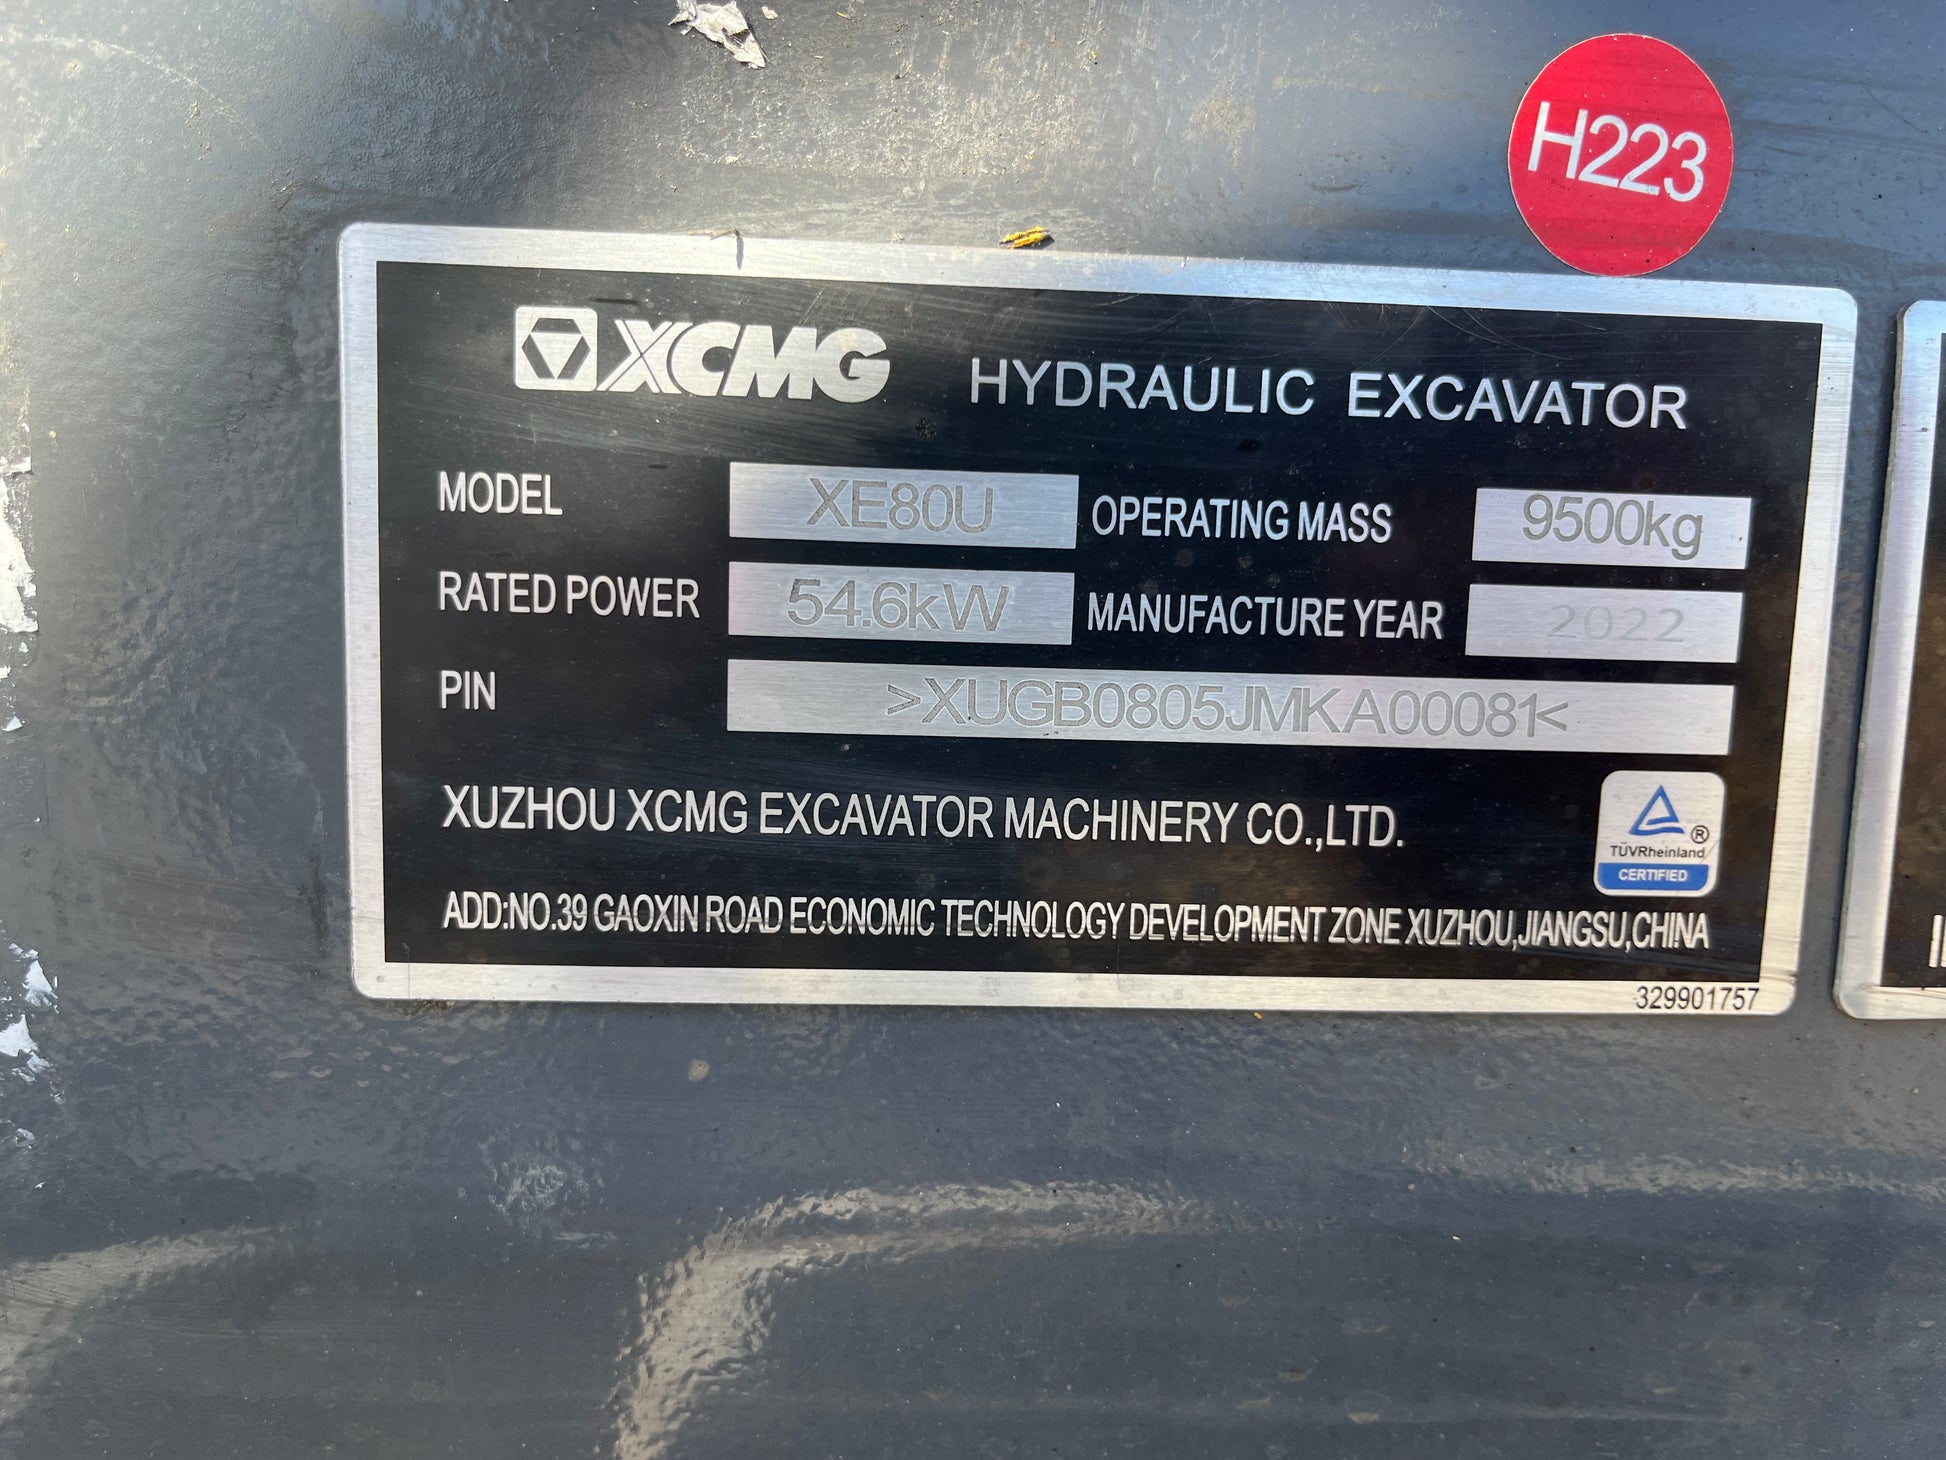 H223
XCMG HYDRAULIC EXCAVATOR
MODEL XE80U OPERATING MASS 9500kg
RATED POWER 54.6kW MANUFACTURE YEAR 2022
PIN >XUGB0805JMKA00081<
XUZHOU XCMG EXCAVATOR MACHINERY CO.,LTD.
®
TÜVRheinland
CERTIFIED
ADD:NO.39 GAOXIN ROAD ECONOMIC TECHNOLOGY DEVELOPMENT ZONE XUZHOU,JIANGSU,CHINA
329901757